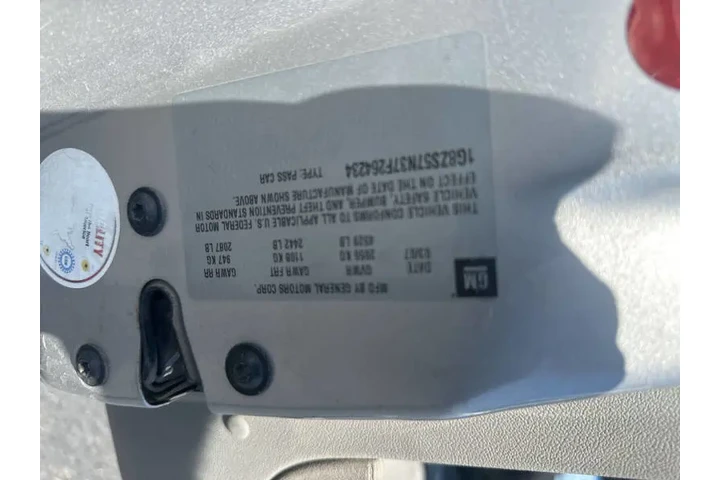 GM
MFD BY GENERAL MOTORS CORP.
DATE GVWR GAWR FRT GAWR RR
03/07 2055 KG 1108 KG 947 KG
4529 LB 2442 LB 2087 LB
THIS VEHICLE CONFORMS TO ALL APPLICABLE U.S. FEDERAL MOTOR
VEHICLE SAFETY, BUMPER, AND THEFT PREVENTION STANDARDS IN
EFFECT ON THE DATE OF MANUFACTURE SHOWN ABOVE.
1G8ZS57N37F264234 TYPE: PASS CAR